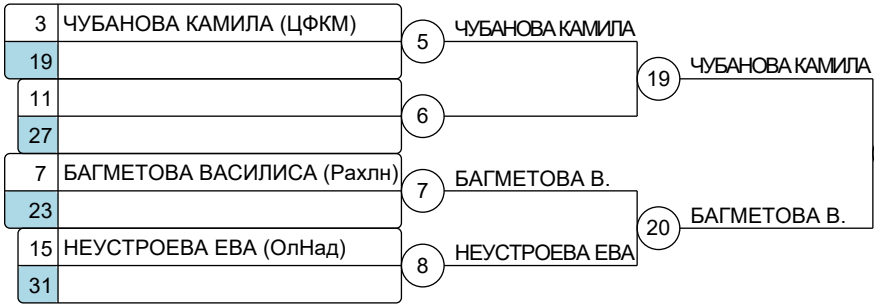 3 ЧУБАНОВА КАМИЛА (ЦФКМ)
19
5 ЧУБАНОВА КАМИЛА
11
27
6
19 ЧУБАНОВА КАМИЛА
7 БАГМЕТОВА ВАСИЛИСА (Рахлн)
23
7 БАГМЕТОВА В.
15 НЕУСТРОЕВА ЕВА (ОлНад)
31
8 НЕУСТРОЕВА ЕВА
20 БАГМЕТОВА В.